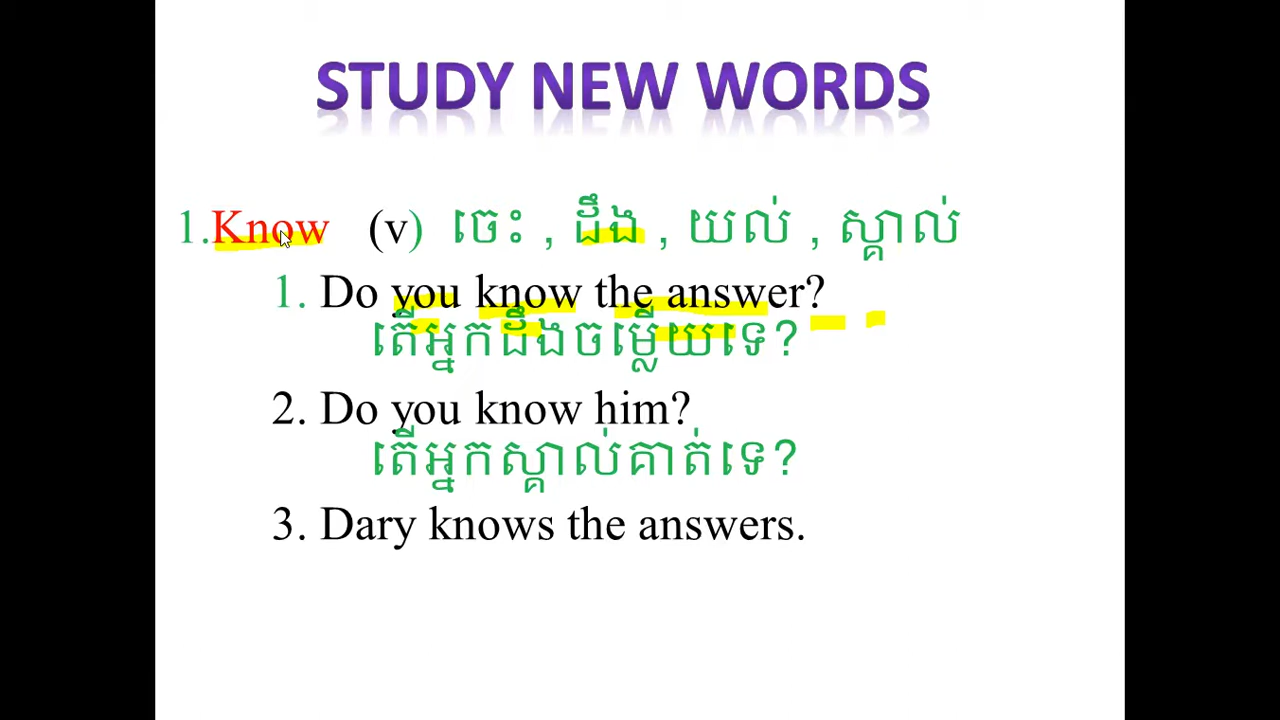 STUDY NEW WORDS
1.Know (v) ចេះ , ដឹង , យល់ , ស្គាល់
1. Do you know the answer?
តើអ្នកដឹងចម្លើយទេ?
2. Do you know him?
តើអ្នកស្គាល់គាត់ទេ?
3. Dary knows the answers.